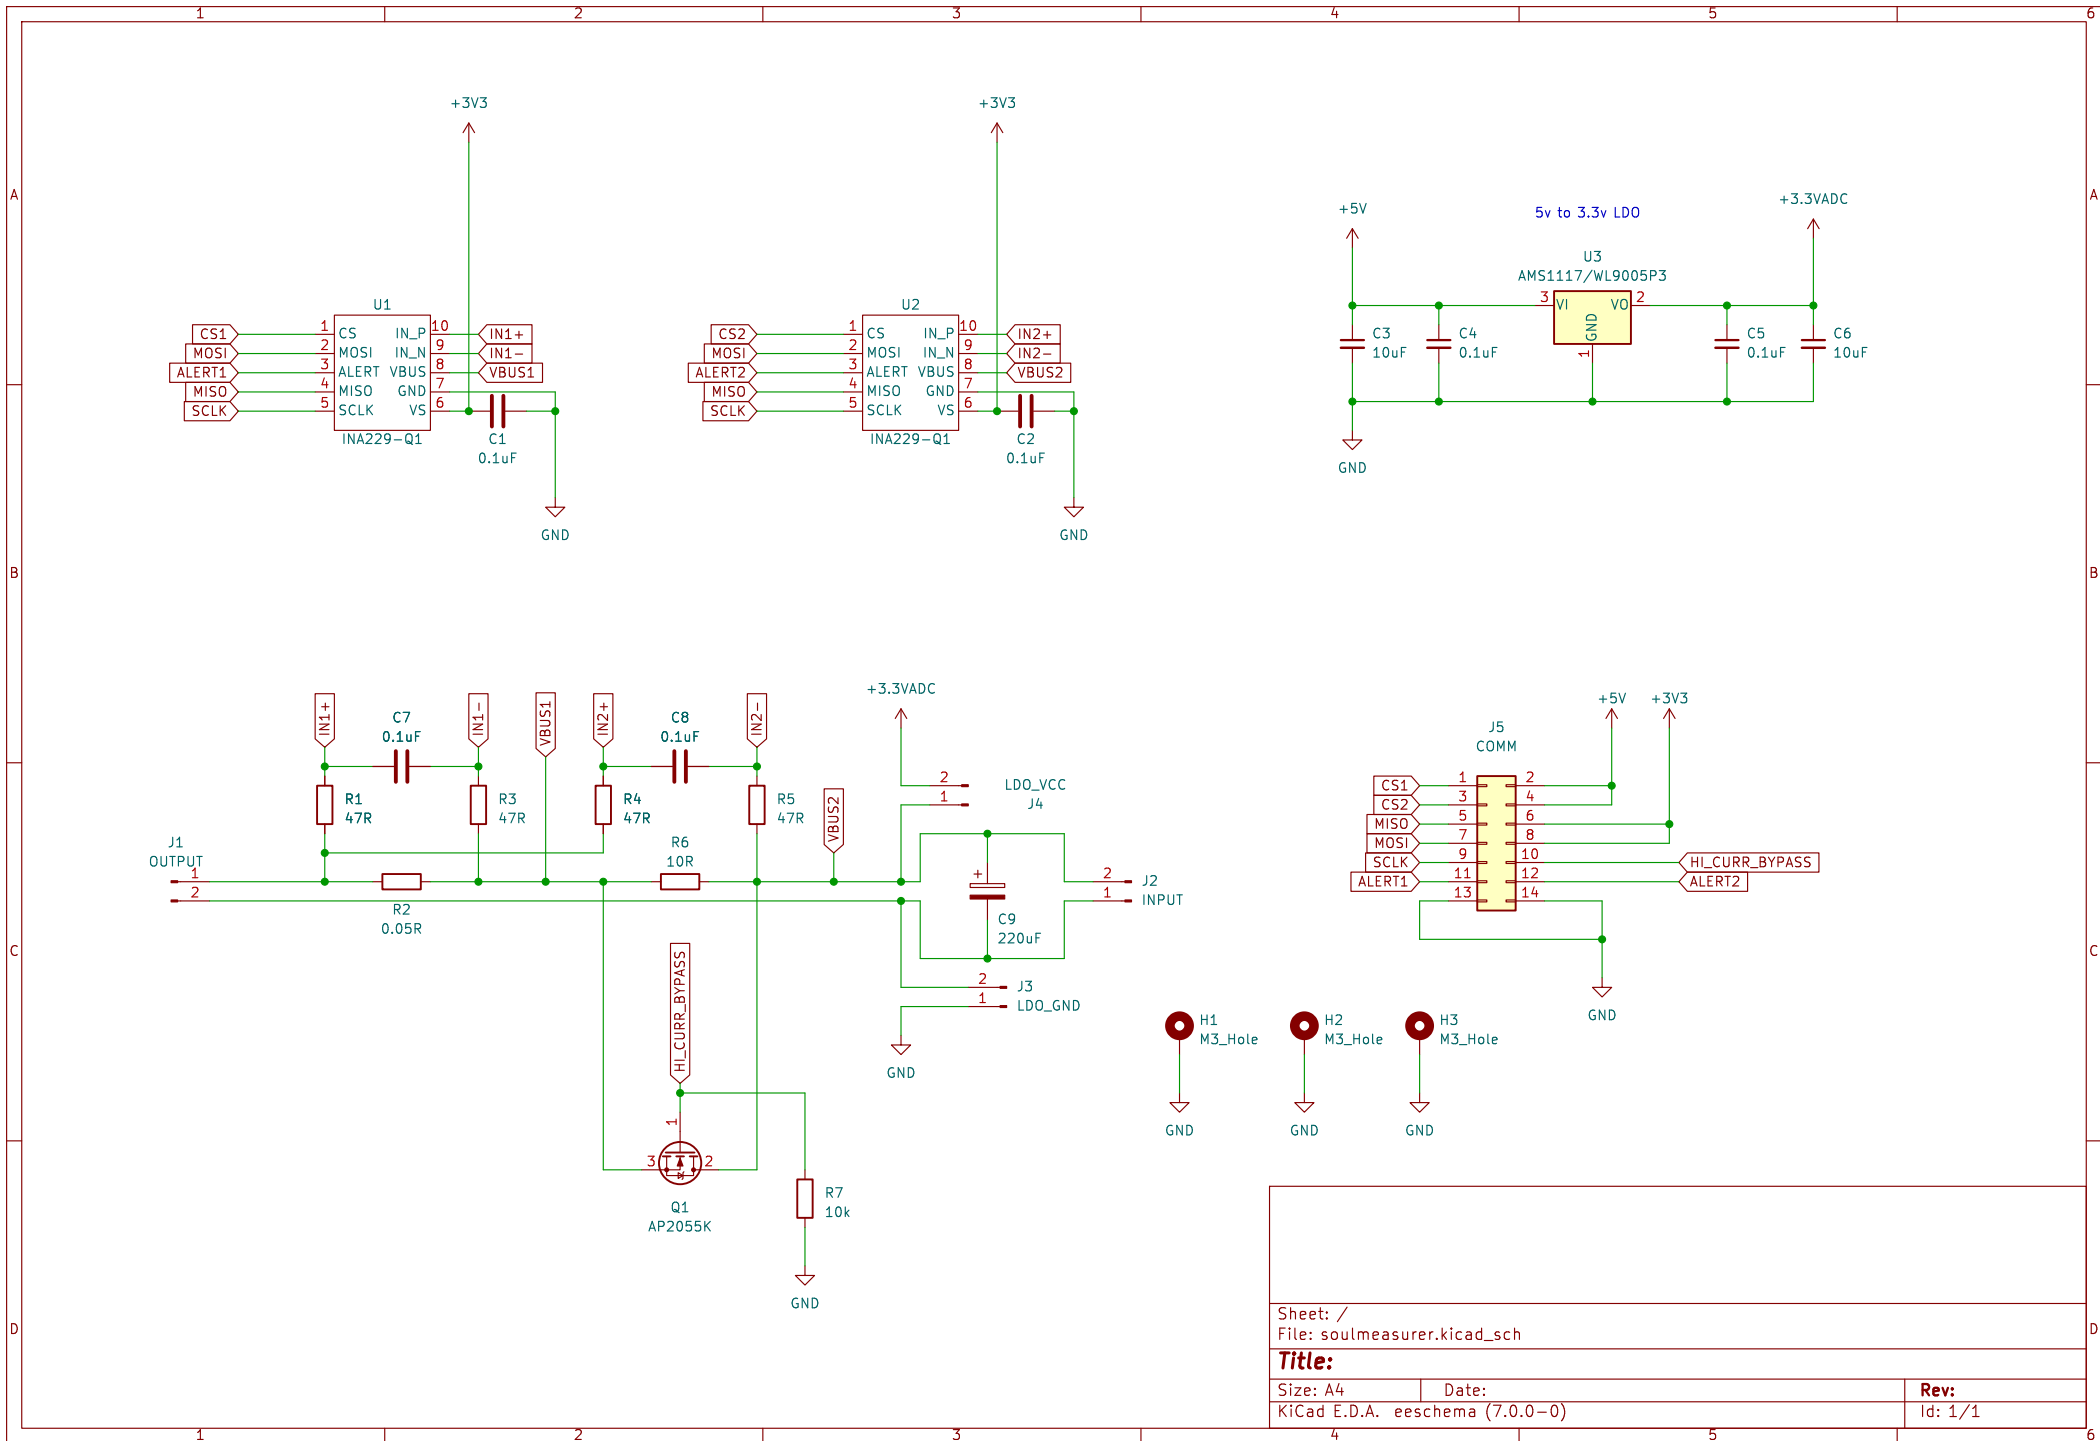 1 2 3 4 5 6
A
A
B
B
C
C
D
D
+3V3
U1
CS1 1 CS IN_P 10 IN1+
MOSI 2 MOSI IN_N 9 IN1-
ALERT1 3 ALERT VBUS 8 VBUS1
MISO 4 MISO GND 7
SCLK 5 SCLK VS 6
INA229-Q1
C1
0.1uF
GND
+3V3
U2
CS2 1 CS IN_P 10 IN2+
MOSI 2 MOSI IN_N 9 IN2-
ALERT2 3 ALERT VBUS 8 VBUS2
MISO 4 MISO GND 7
SCLK 5 SCLK VS 6
INA229-Q1
C2
0.1uF
GND
+5V
5v to 3.3v LDO
+3.3VADC
U3
AMS1117/WL9005P3
3 VI VO 2
GND
1
C3
10uF
C4
0.1uF
C5
0.1uF
C6
10uF
GND
IN1+
C7
0.1uF
IN1-
VBUS1
IN2+
C8
0.1uF
IN2-
R1
47R
R3
47R
R4
47R
R5
47R
VBUS2
J1
OUTPUT
1
2
R2
0.05R
R6
10R
+3.3VADC
2
1
LDO_VCC
J4
+
C9
220uF
2
1
J2
INPUT
2
1
J3
LDO_GND
GND
HI_CURR_BYPASS
1
3
2
Q1
AP2055K
R7
10k
GND
+5V
+3V3
J5
COMM
CS1 1 2
CS2 3 4
MISO 5 6
MOSI 7 8
SCLK 9 10 HI_CURR_BYPASS
ALERT1 11 12 ALERT2
13 14
GND
H1
M3_Hole
GND
H2
M3_Hole
GND
H3
M3_Hole
GND
Sheet: /
File: soulmeasurer.kicad_sch
Title:
Size: A4 Date: Rev:
KiCad E.D.A. eeschema (7.0.0-0) Id: 1/1
1 2 3 4 5 6